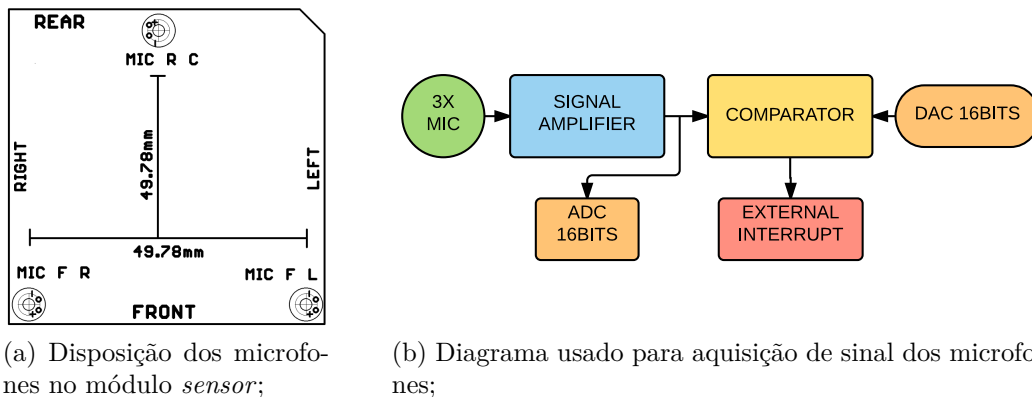 REAR
MIC R C
RIGHT
LEFT
49.78mm
49.78mm
MIC F R
MIC F L
FRONT
3X
MIC
SIGNAL
AMPLIFIER
COMPARATOR
DAC 16BITS
ADC
16BITS
EXTERNAL
INTERRUPT
(a) Disposição dos microfo-
nes no módulo sensor;
(b) Diagrama usado para aquisição de sinal dos microfo
nes;